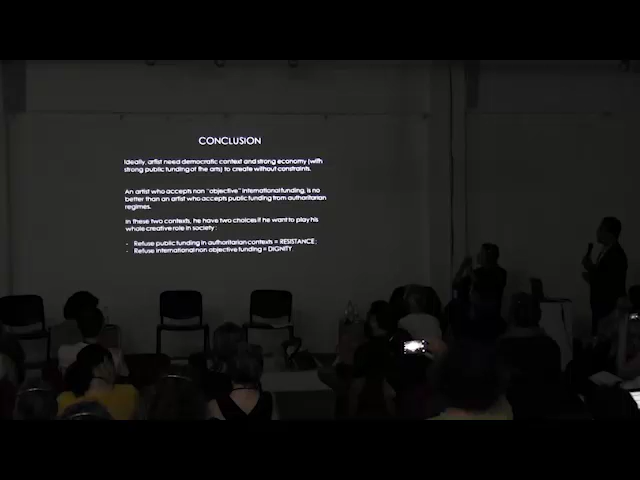 CONCLUSION
Ideally, artist need democratic context and strong economy (with
strong public funding of the arts) to create without constraints.
An artist who accepts non "objective" international funding, is no
better than an artist who accepts public funding from authoritarian
regimes.
In these two contexts, he have two choices if he want to play his
whole creative role in society :
- Refuse public funding in authoritarian contexts = RESISTANCE ;
- Refuse international non objective funding = DIGNITY